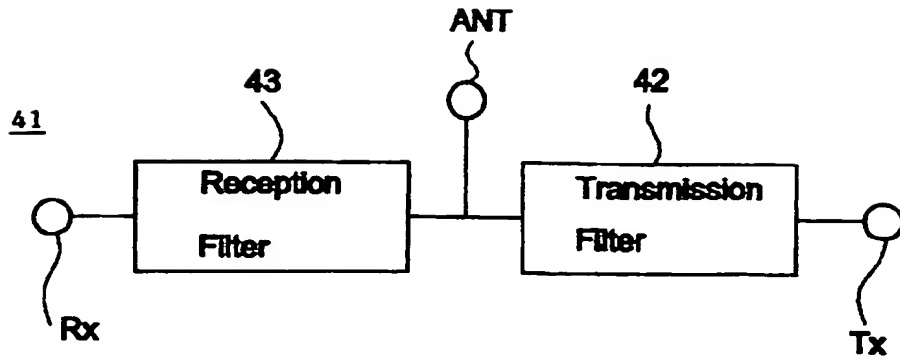 ANT
43
42
41
Reception
Filter
Transmission
Filter
Rx
Tx